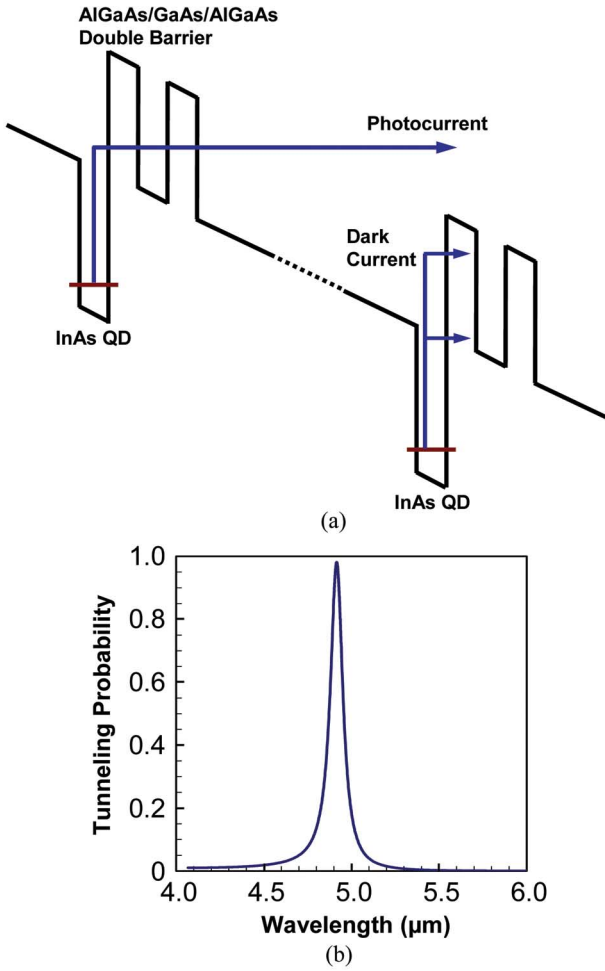 AlGaAs/GaAs/AlGaAs
Double Barrier
Photocurrent
Dark
Current
InAs QD
InAs QD
(a)
1.0
0.8
0.6
0.4
0.2
0
Tunneling Probability
4.0 4.5 5.0 5.5 6.0
Wavelength (μm)
(b)